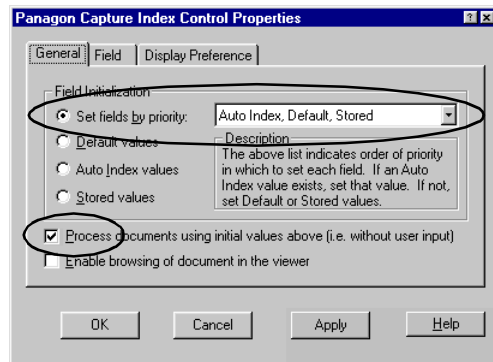 Panagon Capture Index Control Properties
General Field Display Preference
Field Initialization
Set fields by priority: Auto Index, Default, Stored
Default values
Auto Index values
Stored values
Description
The above list indicates order of priority
in which to set each field. If an Auto
Index value exists, set that value. If not,
set Default or Stored values.
Process documents using initial values above (i.e. without user input)
Enable browsing of document in the viewer
OK Cancel Apply Help